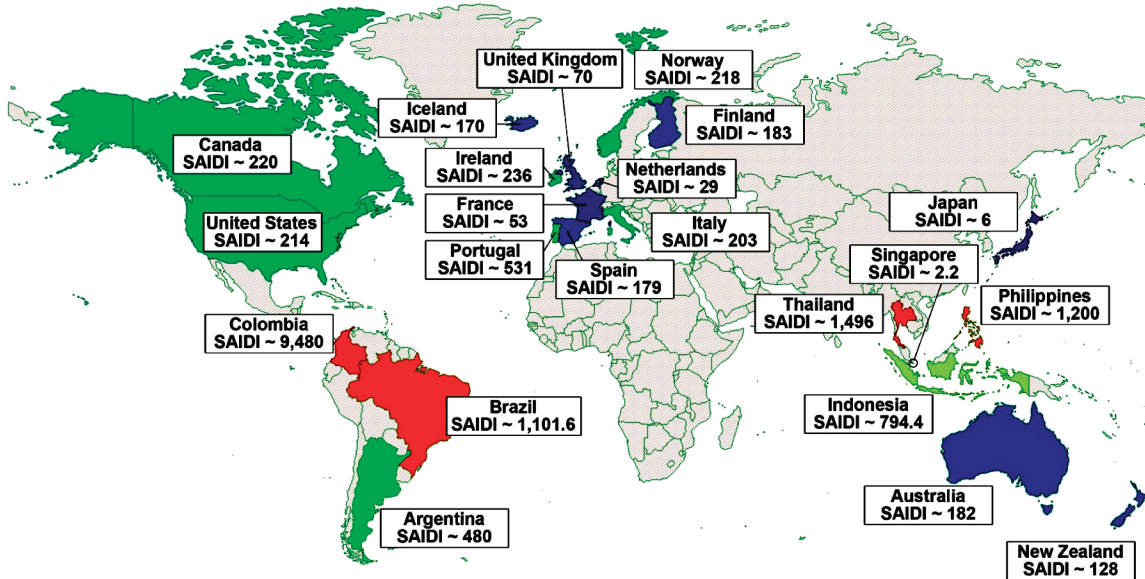 United Kingdom
SAIDI ~ 70
Norway
SAIDI ~ 218
Iceland
SAIDI ~ 170
Finland
SAIDI ~ 183
Canada
SAIDI ~ 220
Ireland
SAIDI ~ 236
Netherlands
SAIDI ~ 29
United States
SAIDI ~ 214
France
SAIDI ~ 53
Japan
SAIDI ~ 6
Italy
SAIDI ~ 203
Portugal
SAIDI ~ 531
Singapore
SAIDI ~ 2.2
Spain
SAIDI ~ 179
Thailand
SAIDI ~ 1,496
Philippines
SAIDI ~ 1,200
Colombia
SAIDI ~ 9,480
Brazil
SAIDI ~ 1,101.6
Indonesia
SAIDI ~ 794.4
Australia
SAIDI ~ 182
Argentina
SAIDI ~ 480
New Zealand
SAIDI ~ 128